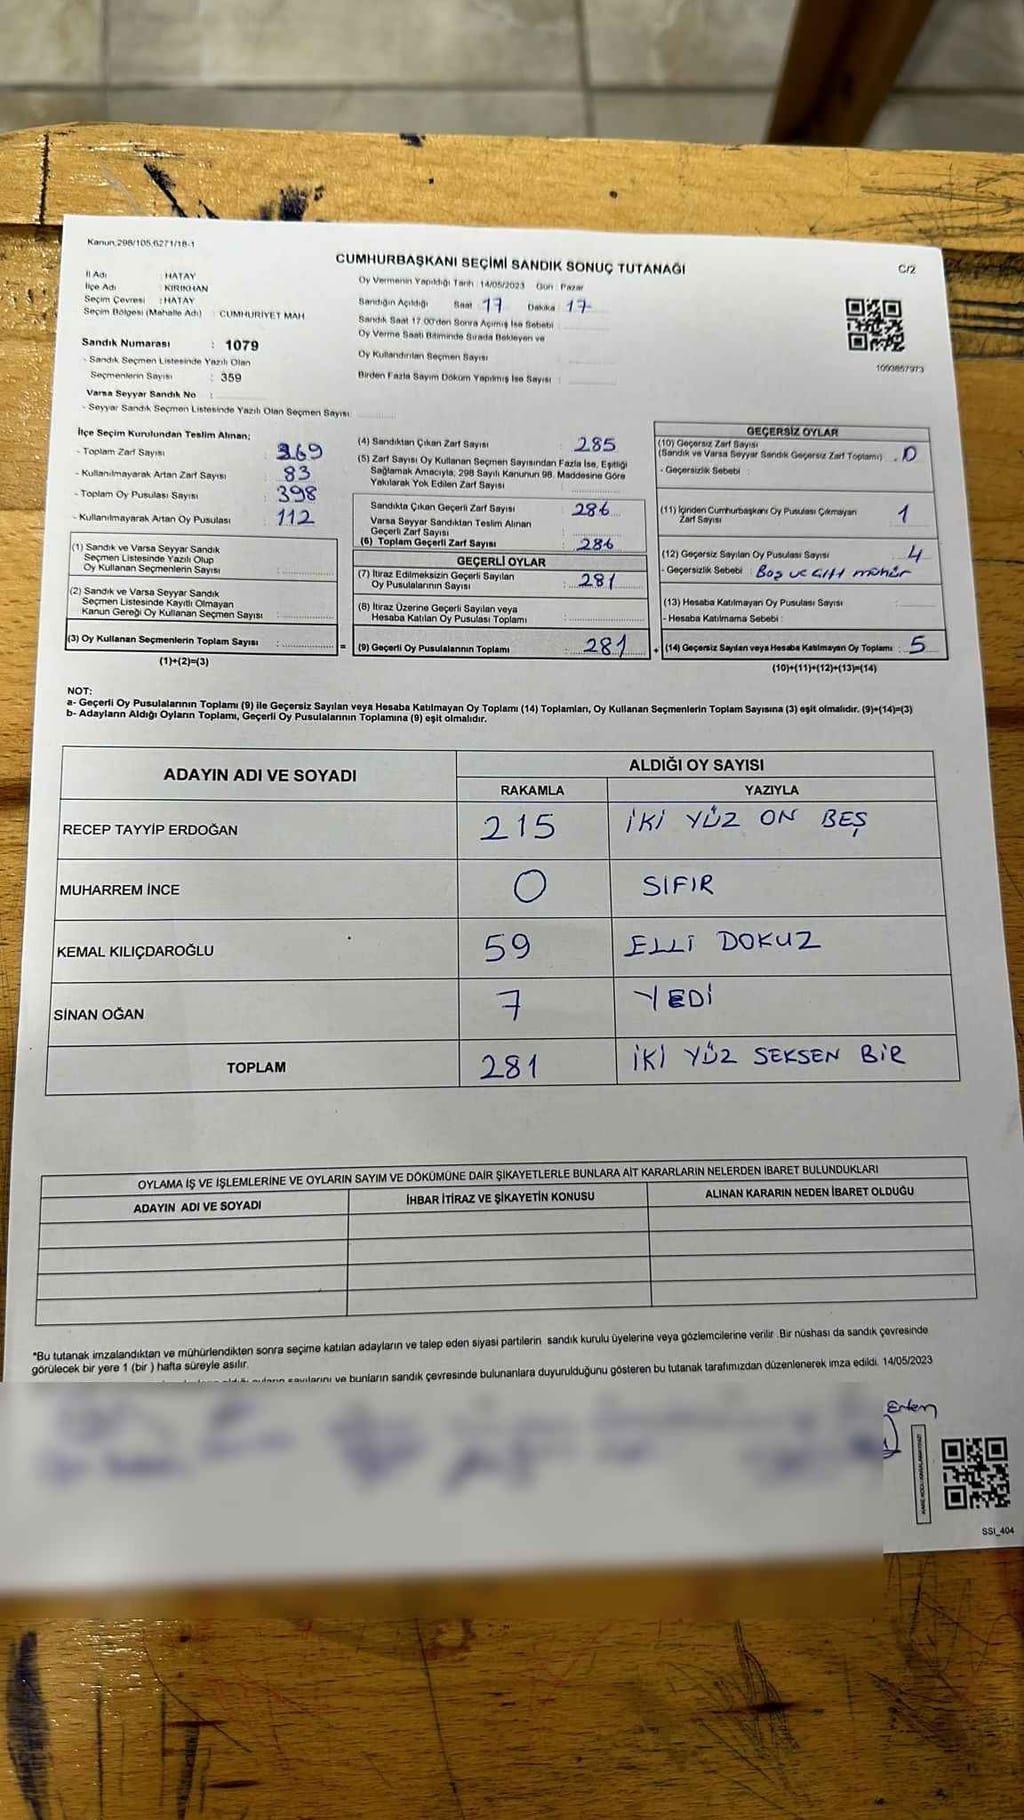 Kanun,298/105,6271/18-1
CUMHURBAŞKANI SEÇİMİ SANDIK SONUÇ TUTANAĞI
C/2
İl Adı : HATAY
İlçe Adı : KIRIKHAN
Seçim Çevresi : HATAY
Seçim Bölgesi (Mahalle Adı) : CUMHURİYET MAH
Oy Vermenin Yapıldığı Tarih : 14/05/2023 Gün : Pazar
Sandığın Açıldığı Saat 17 Dakika : 17
Sandık Saat 17.00'den Sonra Açılmış İse Sebebi
Oy Verme Saati Bitiminde Sırada Bekleyen ve
Oy Kullandırılan Seçmen Sayısı
Birden Fazla Sayım Döküm Yapılmış İse Sayısı :
1093857973
Sandık Numarası : 1079
- Sandık Seçmen Listesinde Yazılı Olan
Seçmenlerin Sayısı : 359
Varsa Seyyar Sandık No :
- Seyyar Sandık Seçmen Listesinde Yazılı Olan Seçmen Sayısı
İlçe Seçim Kurulundan Teslim Alınan;
- Toplam Zarf Sayısı : 369
- Kullanılmayarak Artan Zarf Sayısı : 83
- Toplam Oy Pusulası Sayısı : 398
- Kullanılmayarak Artan Oy Pusulası : 112
(1) Sandık ve Varsa Seyyar Sandık
Seçmen Listesinde Yazılı Olup
Oy Kullanan Seçmenlerin Sayısı :
(2) Sandık ve Varsa Seyyar Sandık
Seçmen Listesinde Kayıtlı Olmayan
Kanun Gereği Oy Kullanan Seçmen Sayısı :
(3) Oy Kullanan Seçmenlerin Toplam Sayısı :
(1)+(2)=(3)
(4) Sandıktan Çıkan Zarf Sayısı : 285
(5) Zarf Sayısı Oy Kullanan Seçmen Sayısından Fazla İse, Eşitliği
Sağlamak Amacıyla, 298 Sayılı Kanunun 98. Maddesine Göre
Yakılarak Yok Edilen Zarf Sayısı
Sandıkta Çıkan Geçerli Zarf Sayısı : 286
Varsa Seyyar Sandıktan Teslim Alınan
Geçerli Zarf Sayısı
(6) Toplam Geçerli Zarf Sayısı : 286
GEÇERLİ OYLAR
(7) İtiraz Edilmeksizin Geçerli Sayılan
Oy Pusulalarının Sayısı : 281
(8) İtiraz Üzerine Geçerli Sayılan veya
Hesaba Katılan Oy Pusulası Toplamı
= (9) Geçerli Oy Pusulalarının Toplamı : 281
GEÇERSİZ OYLAR
(10) Geçersiz Zarf Sayısı
(Sandık ve Varsa Seyyar Sandık Geçersiz Zarf Toplamı) : 0
- Geçersizlik Sebebi :
(11) İçinden Cumhurbaşkanı Oy Pusulası Çıkmayan
Zarf Sayısı 1
(12) Geçersiz Sayılan Oy Pusulası Sayısı 4
- Geçersizlik Sebebi : Boş ve çift mühür
(13) Hesaba Katılmayan Oy Pusulası Sayısı :
- Hesaba Katılmama Sebebi :
+ (14) Geçersiz Sayılan veya Hesaba Katılmayan Oy Toplamı : 5
(10)+(11)+(12)+(13)=(14)
NOT:
a- Geçerli Oy Pusulalarının Toplamı (9) ile Geçersiz Sayılan veya Hesaba Katılmayan Oy Toplamı (14) Toplamları, Oy Kullanan Seçmenlerin Toplam Sayısına (3) eşit olmalıdır. (9)+(14)=(3)
b- Adayların Aldığı Oyların Toplamı, Geçerli Oy Pusulalarının Toplamına (9) eşit olmalıdır.
ADAYIN ADI VE SOYADI
ALDIĞI OY SAYISI
RAKAMLA YAZIYLA
RECEP TAYYİP ERDOĞAN 215 İKİ YÜZ ON BEŞ
MUHARREM İNCE 0 SIFIR
KEMAL KILIÇDAROĞLU 59 ELLİ DOKUZ
SİNAN OĞAN 7 YEDİ
TOPLAM 281 İKİ YÜZ SEKSEN BİR
OYLAMA İŞ VE İŞLEMLERİNE VE OYLARIN SAYIM VE DÖKÜMÜNE DAİR ŞİKAYETLERLE BUNLARA AİT KARARLARIN NELERDEN İBARET BULUNDUKLARI
ADAYIN ADI VE SOYADI İHBAR İTİRAZ VE ŞİKAYETİN KONUSU ALINAN KARARIN NEDEN İBARET OLDUĞU
*Bu tutanak imzalandıktan ve mühürlendikten sonra seçime katılan adayların ve talep eden siyasi partilerin sandık kurulu üyelerine veya gözlemcilerine verilir .Bir nüshası da sandık çevresinde
görülecek bir yere 1 (bir ) hafta süreyle asılır.
ve bunların sandık çevresinde bulunanlara duyurulduğunu gösteren bu tutanak tarafımızdan düzenlenerek imza edildi. 14/05/2023
Erten
SSI_404